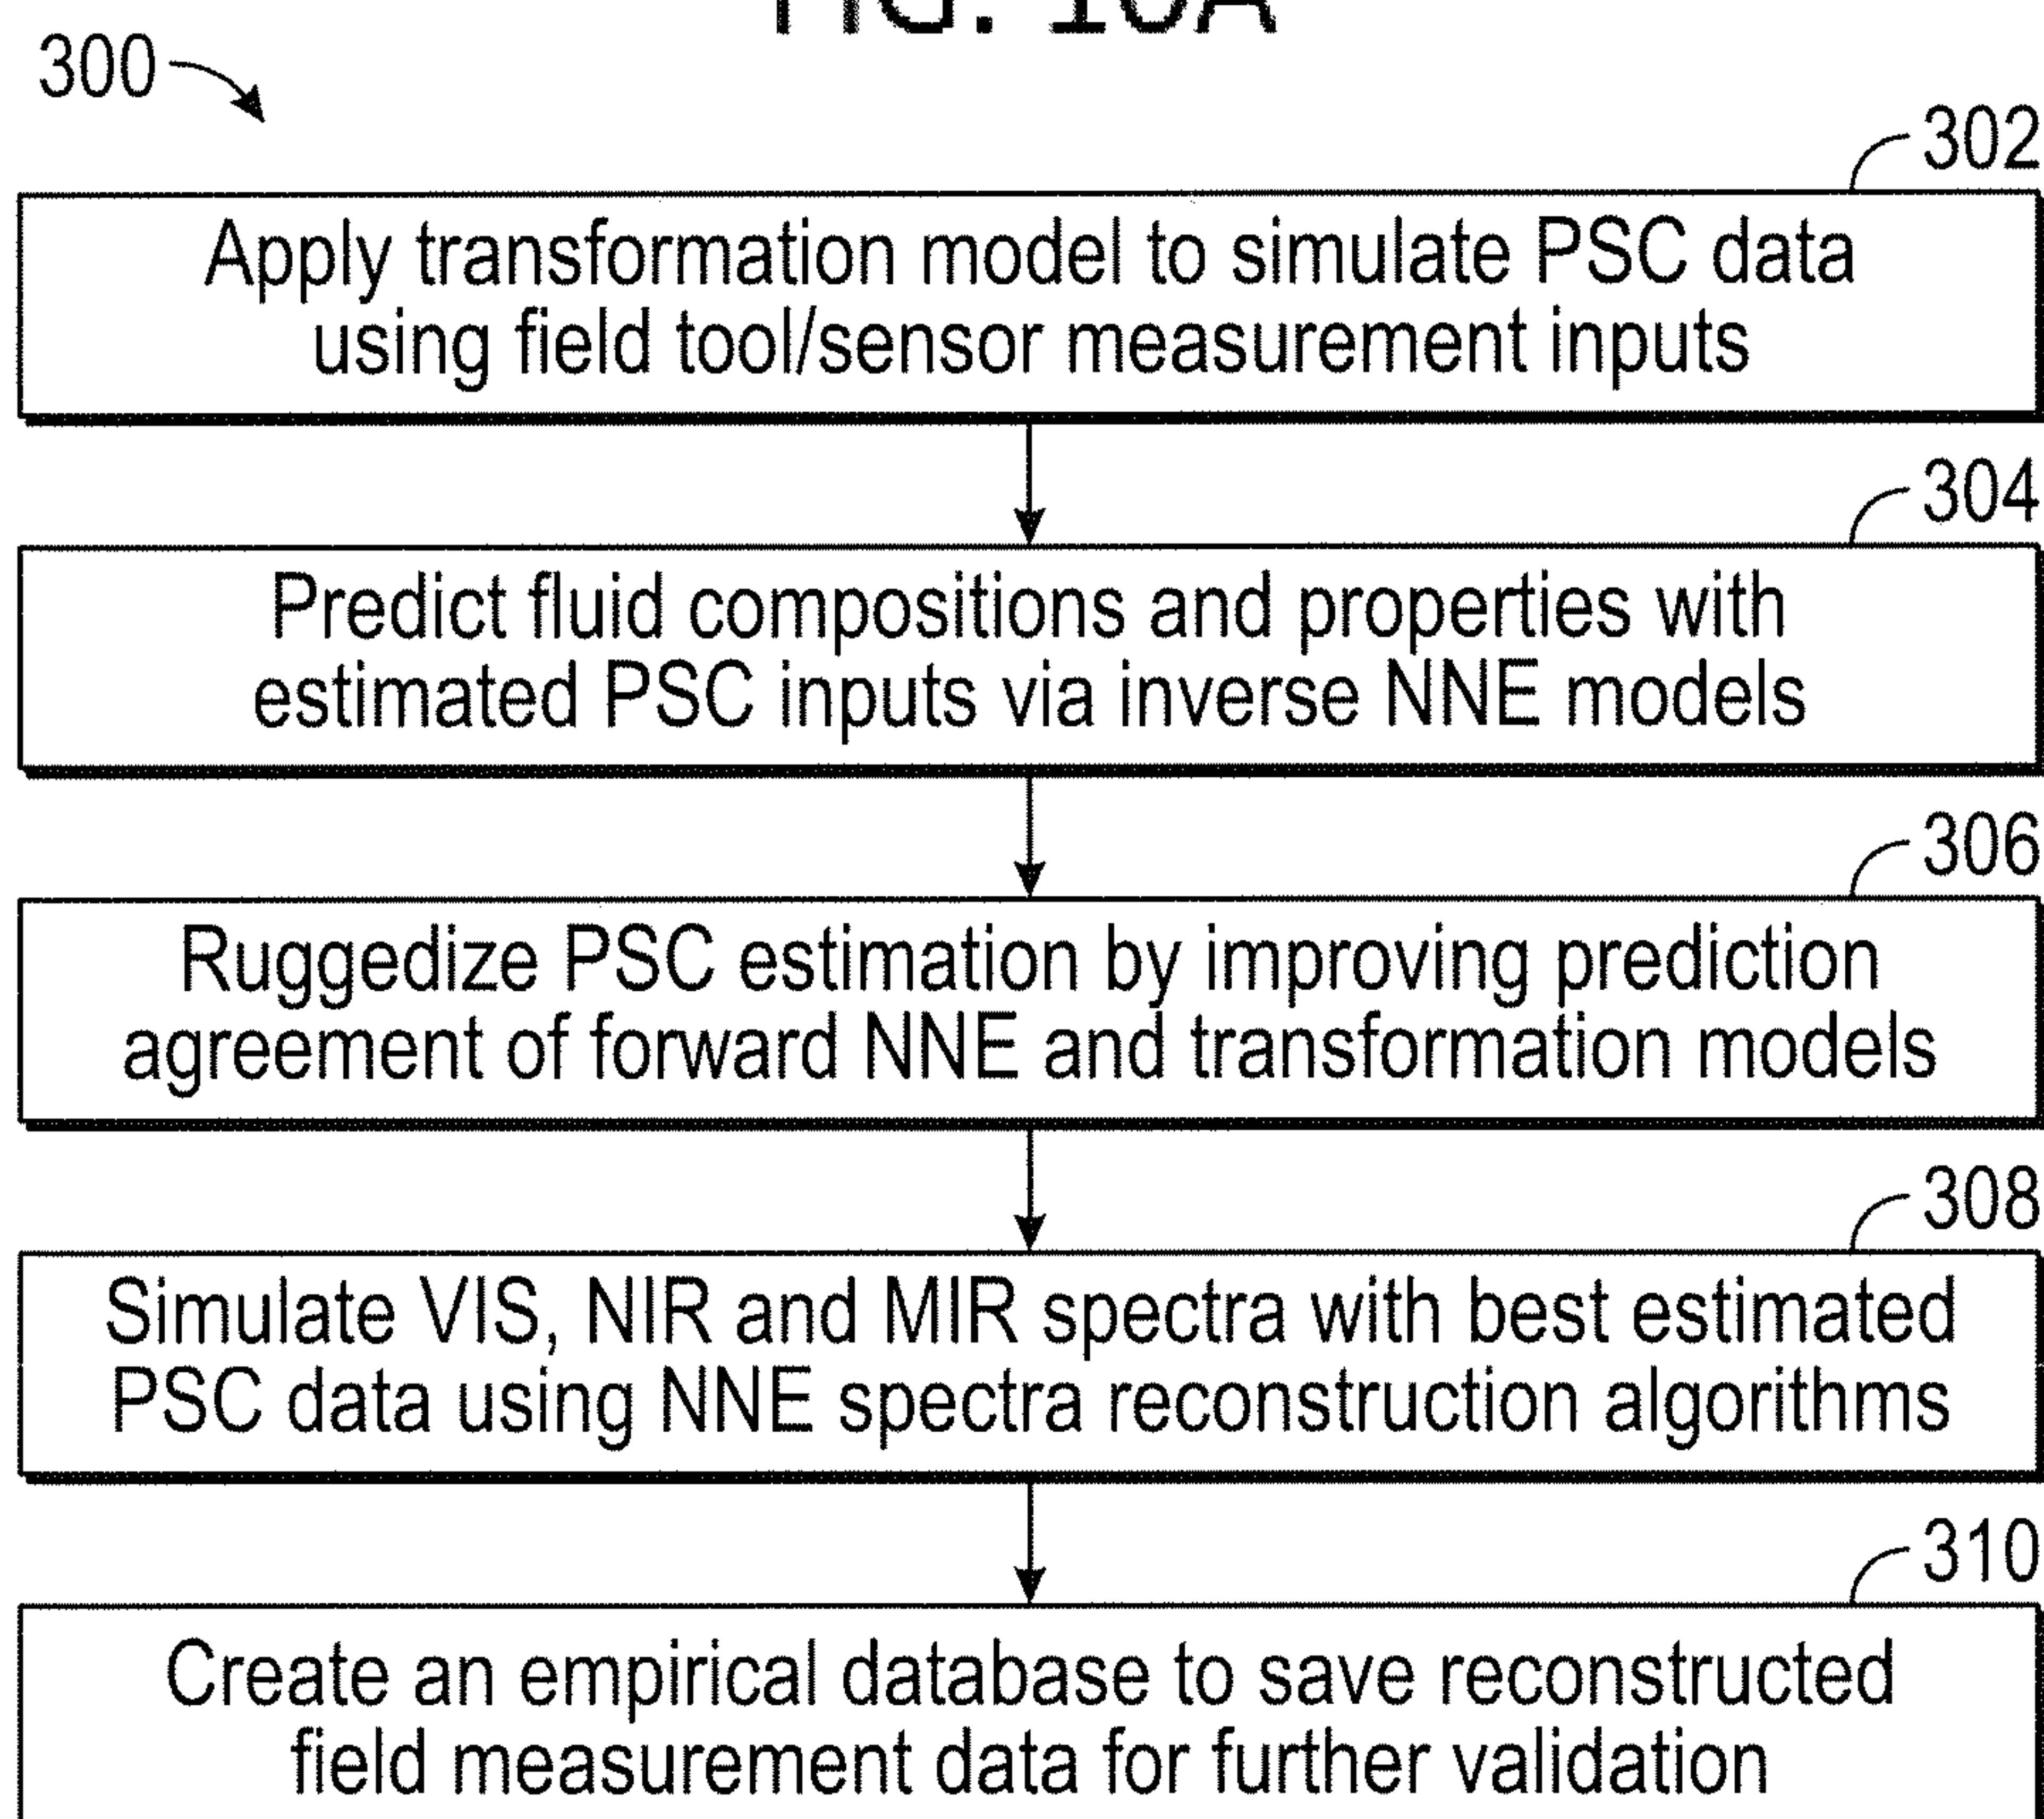 300
302
Apply transformation model to simulate PSC data
using field tool/sensor measurement inputs
304
Predict fluid compositions and properties with
estimated PSC inputs via inverse NNE models
306
Ruggedize PSC estimation by improving prediction
agreement of forward NNE and transformation models
308
Simulate VIS, NIR and MIR spectra with best estimated
PSC data using NNE spectra reconstruction algorithms
310
Create an empirical database to save reconstructed
field measurement data for further validation